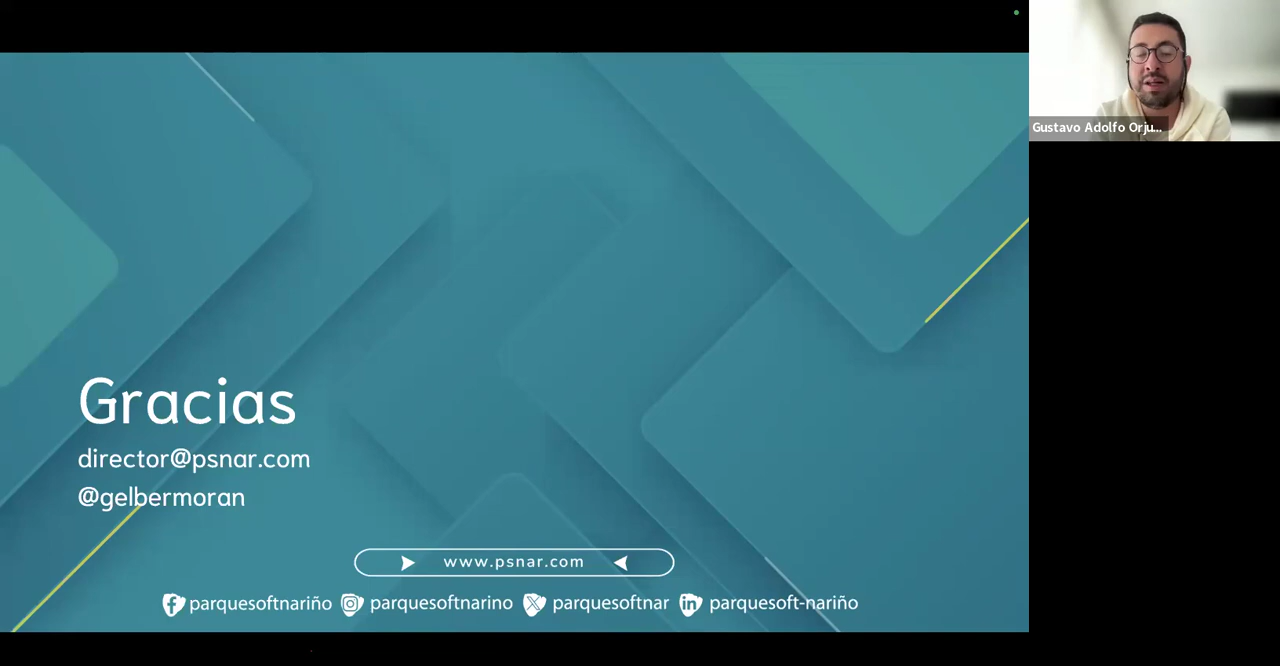 Gustavo Adolfo Orju...
Gracias
director@psnar.com
@gelbermoran
www.psnar.com
parquesoftnariño parquesoftnarino parquesoftnar parquesoft-nariño